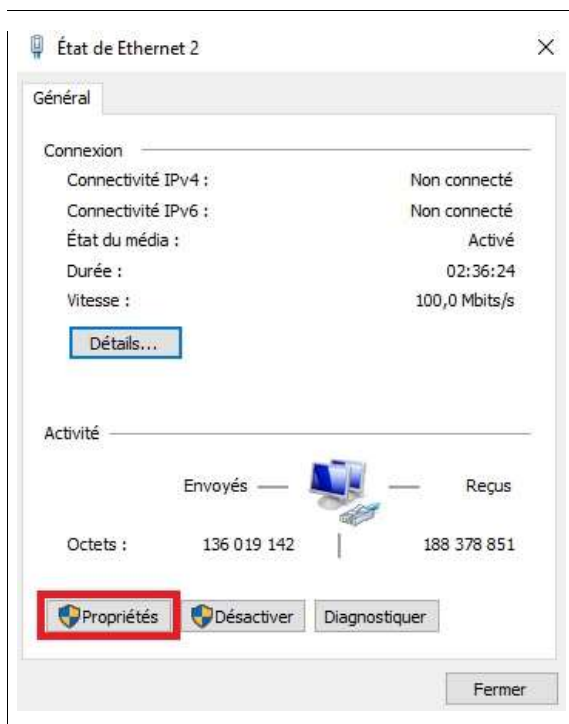 État de Ethernet 2
Général
Connexion
Connectivité IPv4 : Non connecté
Connectivité IPv6 : Non connecté
État du média : Activé
Durée : 02:36:24
Vitesse : 100,0 Mbits/s
Détails...
Activité
Envoyés Reçus
Octets : 136 019 142 188 378 851
Propriétés Désactiver Diagnostiquer
Fermer